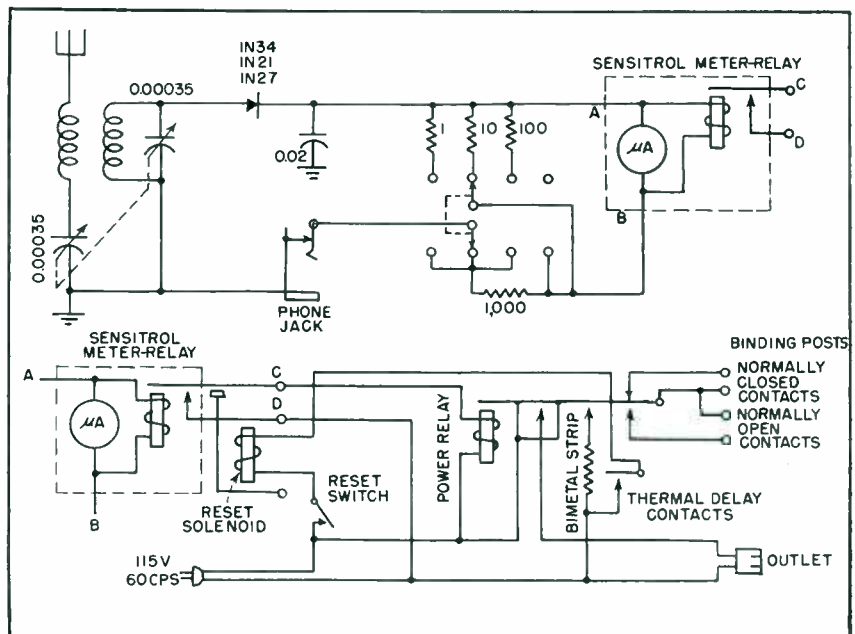 IN34
IN21
IN27
0.00035
SENSITROL METER-RELAY
C
A
1
10
100
0.02
μA
D
B
0.00035
PHONE
JACK
1,000
SENSITROL
METER-RELAY
BINDING POSTS
A
C
NORMALLY
CLOSED
CONTACTS
D
μA
NORMALLY
OPEN
CONTACTS
POWER RELAY
BIMETAL STRIP
RESET
SWITCH
THERMAL DELAY
CONTACTS
B
RESET
SOLENOID
115V
60CPS
OUTLET